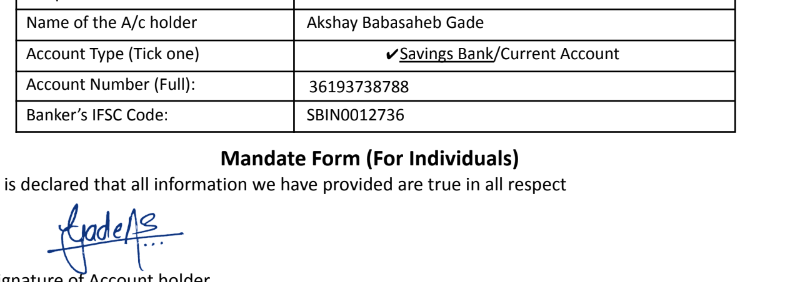 Name of the A/c holder Akshay Babasaheb Gade
Account Type (Tick one) ✔Savings Bank/Current Account
Account Number (Full): 36193738788
Banker's IFSC Code: SBIN0012736
Mandate Form (For Individuals)
is declared that all information we have provided are true in all respect
GadeAS
ignature of Account holder